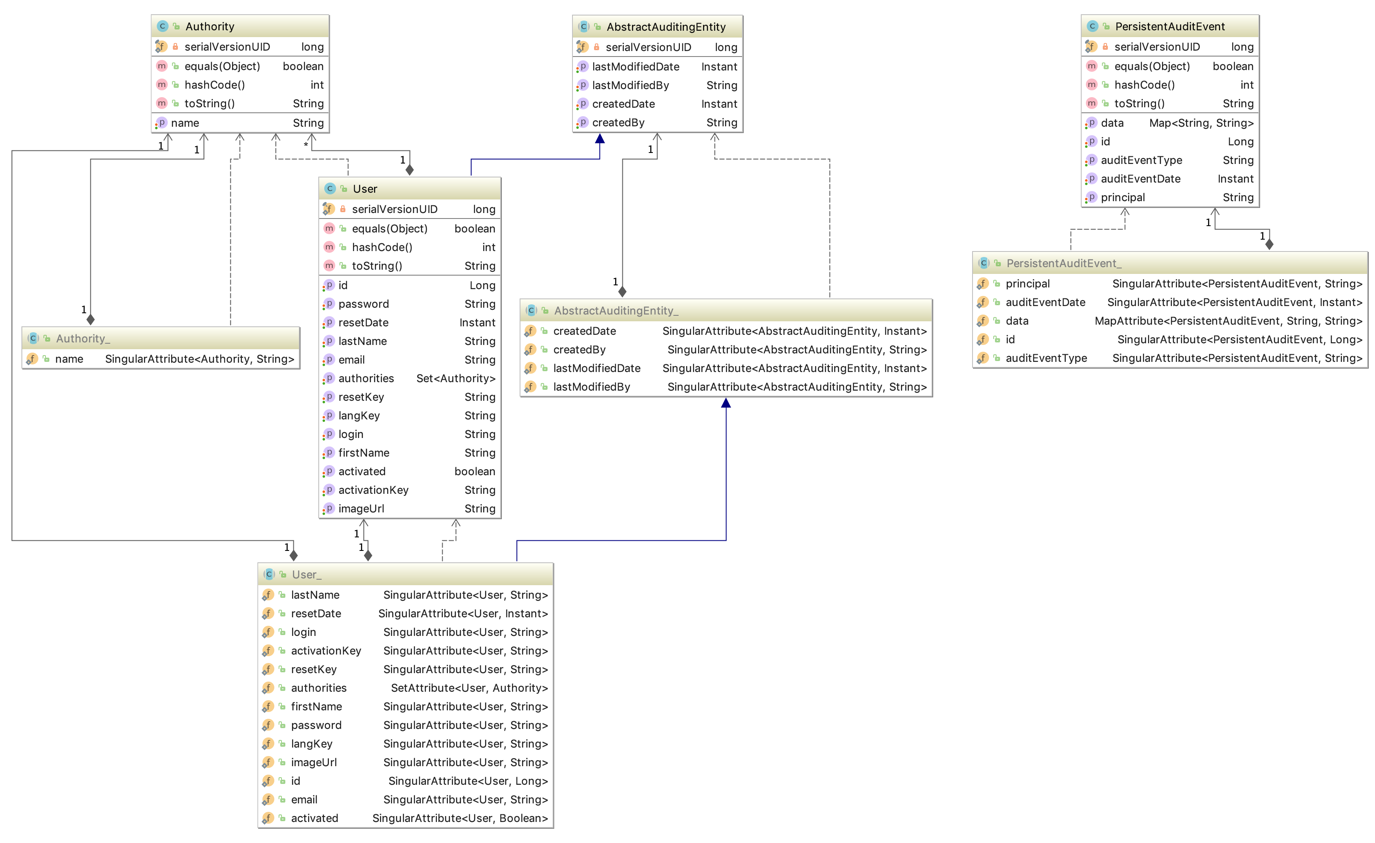 Authority
serialVersionUID long
equals(Object) boolean
hashCode() int
toString() String
name String
AbstractAuditingEntity
serialVersionUID long
lastModifiedDate Instant
lastModifiedBy String
createdDate Instant
createdBy String
PersistentAuditEvent
serialVersionUID long
equals(Object) boolean
hashCode() int
toString() String
data Map<String, String>
id Long
auditEventType String
auditEventDate Instant
principal String
1
1
*
1
1
1
1
1
1
1
User
serialVersionUID long
equals(Object) boolean
hashCode() int
toString() String
id Long
password String
resetDate Instant
lastName String
email String
authorities Set<Authority>
resetKey String
langKey String
login String
firstName String
activated boolean
activationKey String
imageUrl String
PersistentAuditEvent_
principal SingularAttribute<PersistentAuditEvent, String>
auditEventDate SingularAttribute<PersistentAuditEvent, Instant>
data MapAttribute<PersistentAuditEvent, String, String>
id SingularAttribute<PersistentAuditEvent, Long>
auditEventType SingularAttribute<PersistentAuditEvent, String>
AbstractAuditingEntity_
createdDate SingularAttribute<AbstractAuditingEntity, Instant>
createdBy SingularAttribute<AbstractAuditingEntity, String>
lastModifiedDate SingularAttribute<AbstractAuditingEntity, Instant>
lastModifiedBy SingularAttribute<AbstractAuditingEntity, String>
Authority_
name SingularAttribute<Authority, String>
1
1
1
User_
lastName SingularAttribute<User, String>
resetDate SingularAttribute<User, Instant>
login SingularAttribute<User, String>
activationKey SingularAttribute<User, String>
resetKey SingularAttribute<User, String>
authorities SetAttribute<User, Authority>
firstName SingularAttribute<User, String>
password SingularAttribute<User, String>
langKey SingularAttribute<User, String>
imageUrl SingularAttribute<User, String>
id SingularAttribute<User, Long>
email SingularAttribute<User, String>
activated SingularAttribute<User, Boolean>